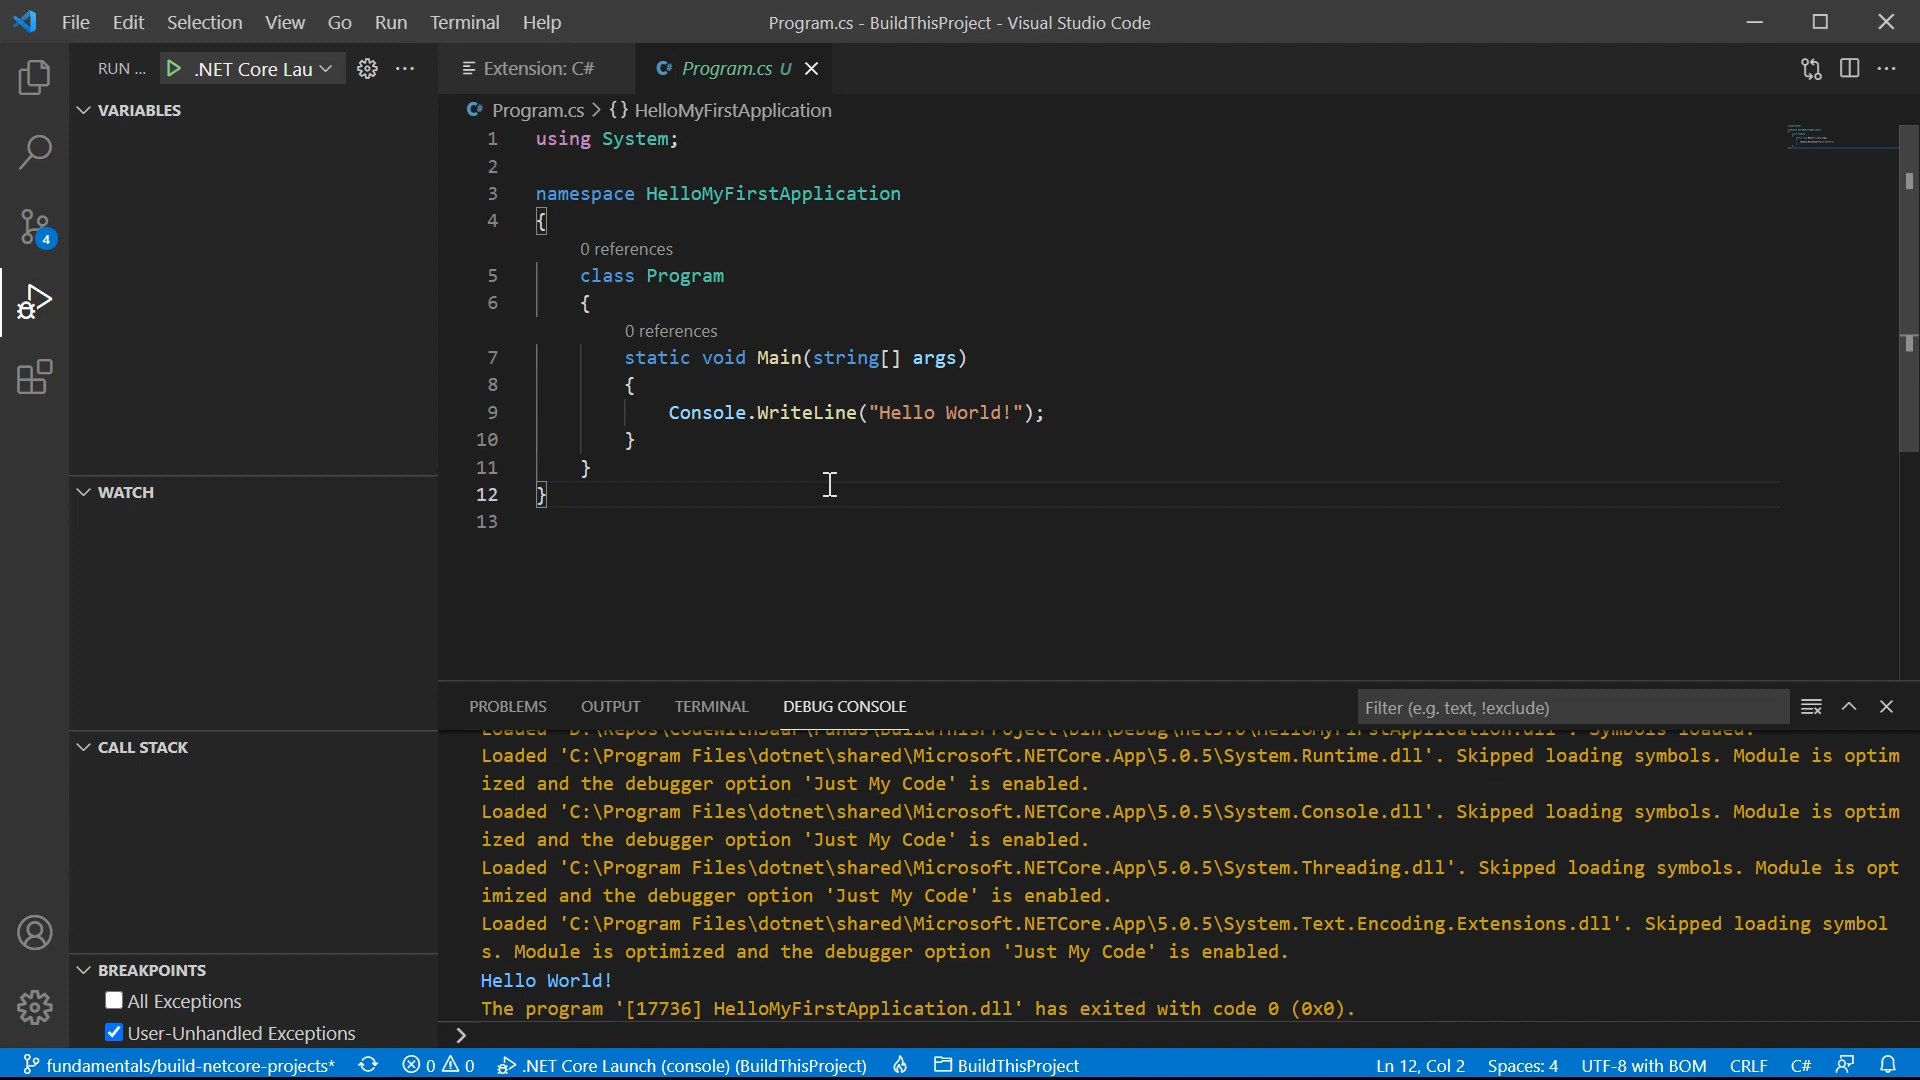 File Edit Selection View Go Run Terminal Help
Program.cs - BuildThisProject - Visual Studio Code
RUN ... .NET Core Lau
Extension: C#
Program.cs U
VARIABLES
Program.cs > {} HelloMyFirstApplication
1 using System;
2
3 namespace HelloMyFirstApplication
4 {
0 references
5 class Program
6 {
0 references
7 static void Main(string[] args)
8 {
9 Console.WriteLine("Hello World!");
10 }
11 }
12 }
13
4
WATCH
CALL STACK
BREAKPOINTS
All Exceptions
User-Unhandled Exceptions
PROBLEMS OUTPUT TERMINAL DEBUG CONSOLE
Filter (e.g. text, !exclude)
Loaded 'C:\Program Files\dotnet\shared\Microsoft.NETCore.App\5.0.5\System.Runtime.dll'. Skipped loading symbols. Module is optim
ized and the debugger option 'Just My Code' is enabled.
Loaded 'C:\Program Files\dotnet\shared\Microsoft.NETCore.App\5.0.5\System.Console.dll'. Skipped loading symbols. Module is optim
ized and the debugger option 'Just My Code' is enabled.
Loaded 'C:\Program Files\dotnet\shared\Microsoft.NETCore.App\5.0.5\System.Threading.dll'. Skipped loading symbols. Module is opt
imized and the debugger option 'Just My Code' is enabled.
Loaded 'C:\Program Files\dotnet\shared\Microsoft.NETCore.App\5.0.5\System.Text.Encoding.Extensions.dll'. Skipped loading symbol
s. Module is optimized and the debugger option 'Just My Code' is enabled.
Hello World!
The program '[17736] HelloMyFirstApplication.dll' has exited with code 0 (0x0).
>
fundamentals/build-netcore-projects* 0 0 .NET Core Launch (console) (BuildThisProject) BuildThisProject Ln 12, Col 2 Spaces: 4 UTF-8 with BOM CRLF C#